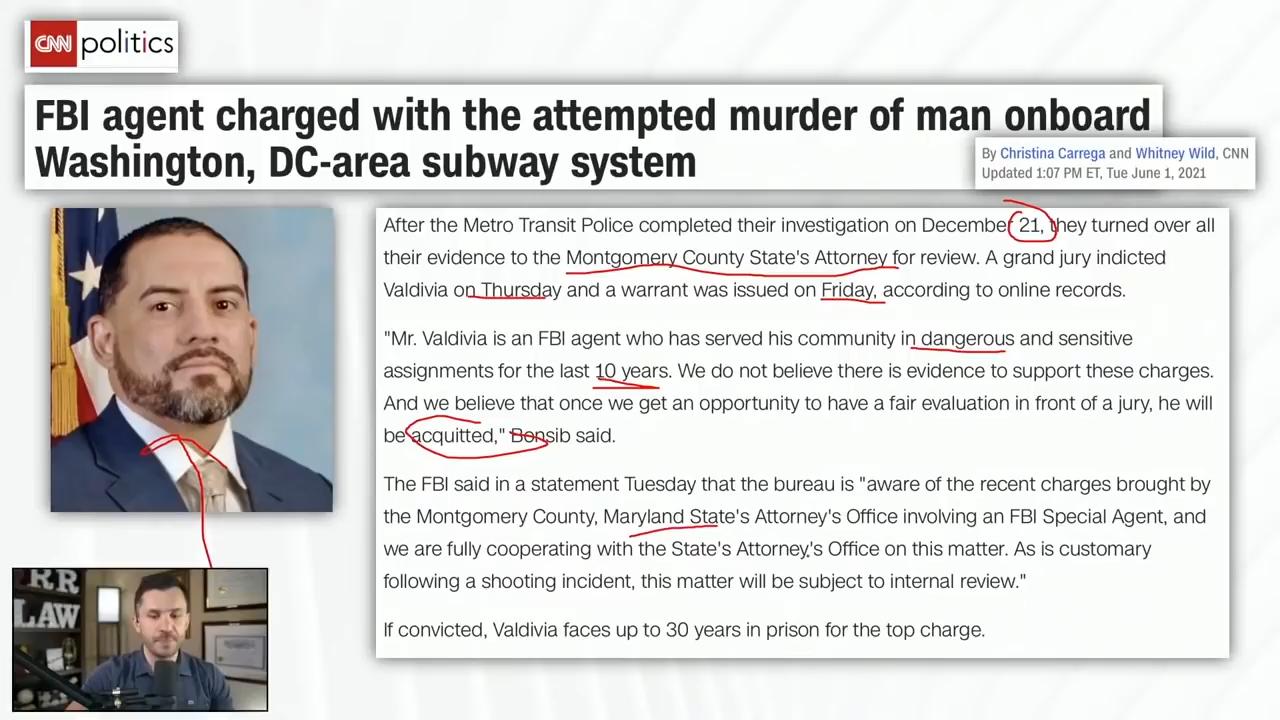 CNN politics
FBI agent charged with the attempted murder of man onboard
Washington, DC-area subway system
By Christina Carrega and Whitney Wild, CNN
Updated 1:07 PM ET, Tue June 1, 2021
After the Metro Transit Police completed their investigation on December 21, they turned over all
their evidence to the Montgomery County State's Attorney for review. A grand jury indicted
Valdivia on Thursday and a warrant was issued on Friday, according to online records.
"Mr. Valdivia is an FBI agent who has served his community in dangerous and sensitive
assignments for the last 10 years. We do not believe there is evidence to support these charges.
And we believe that once we get an opportunity to have a fair evaluation in front of a jury, he will
be acquitted," Bonsib said.
The FBI said in a statement Tuesday that the bureau is "aware of the recent charges brought by
the Montgomery County, Maryland State's Attorney's Office involving an FBI Special Agent, and
we are fully cooperating with the State's Attorney's Office on this matter. As is customary
following a shooting incident, this matter will be subject to internal review."
If convicted, Valdivia faces up to 30 years in prison for the top charge.
RR
LAW